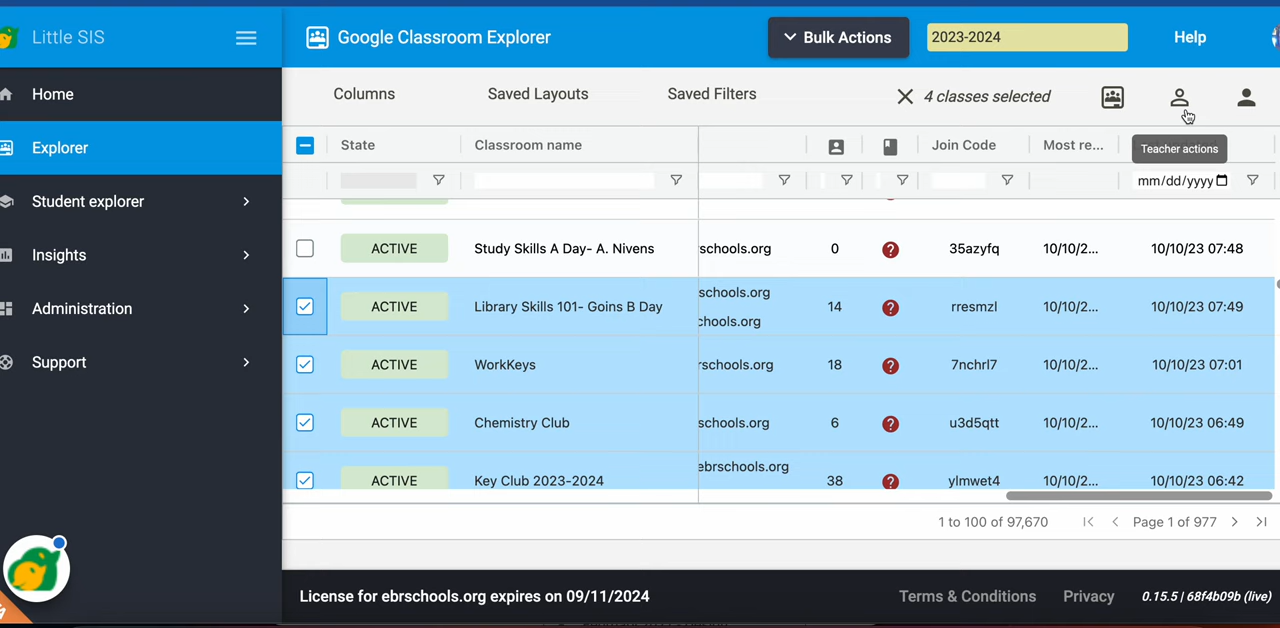 Little SIS
Google Classroom Explorer
Bulk Actions
2023-2024
Help
Home
Explorer
Student explorer
Insights
Administration
Support
Columns
Saved Layouts
Saved Filters
4 classes selected
Teacher actions
State
Classroom name
Join Code
Most re...
mm/dd/yyyy
ACTIVE Study Skills A Day- A. Nivens schools.org 0 35azyfq 10/10/2... 10/10/23 07:48
ACTIVE Library Skills 101- Goins B Day schools.org chools.org 14 rresmzl 10/10/2... 10/10/23 07:49
ACTIVE WorkKeys rschools.org 18 7nchrl7 10/10/2... 10/10/23 07:01
ACTIVE Chemistry Club schools.org 6 u3d5qtt 10/10/2... 10/10/23 06:49
ACTIVE Key Club 2023-2024 ebrschools.org 38 ylmwet4 10/10/2... 10/10/23 06:42
1 to 100 of 97,670
Page 1 of 977
License for ebrschools.org expires on 09/11/2024
Terms & Conditions
Privacy
0.15.5 | 68f4b09b (live)